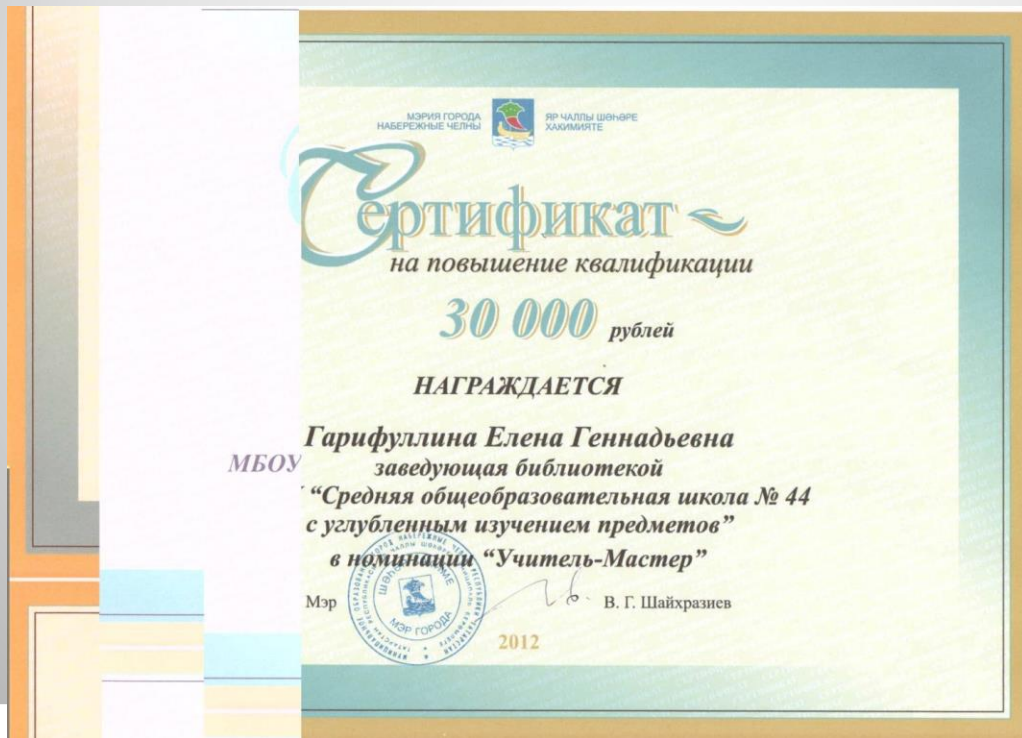 МЭРИЯ ГОРОДА
НАБЕРЕЖНЫЕ ЧЕЛНЫ
ЯР ЧАЛЛЫ ШӘҺӘРЕ
ХАКИМИЯТЕ
Сертификат
на повышение квалификации
30 000 рублей
НАГРАЖДАЕТСЯ
Гарифуллина Елена Геннадьевна
заведующая библиотекой
МБОУ
“Средняя общеобразовательная школа № 44
с углубленным изучением предметов”
в номинации “Учитель-Мастер”
Мэр
МЭР ГОРОДА
В. Г. Шайхразиев
2012